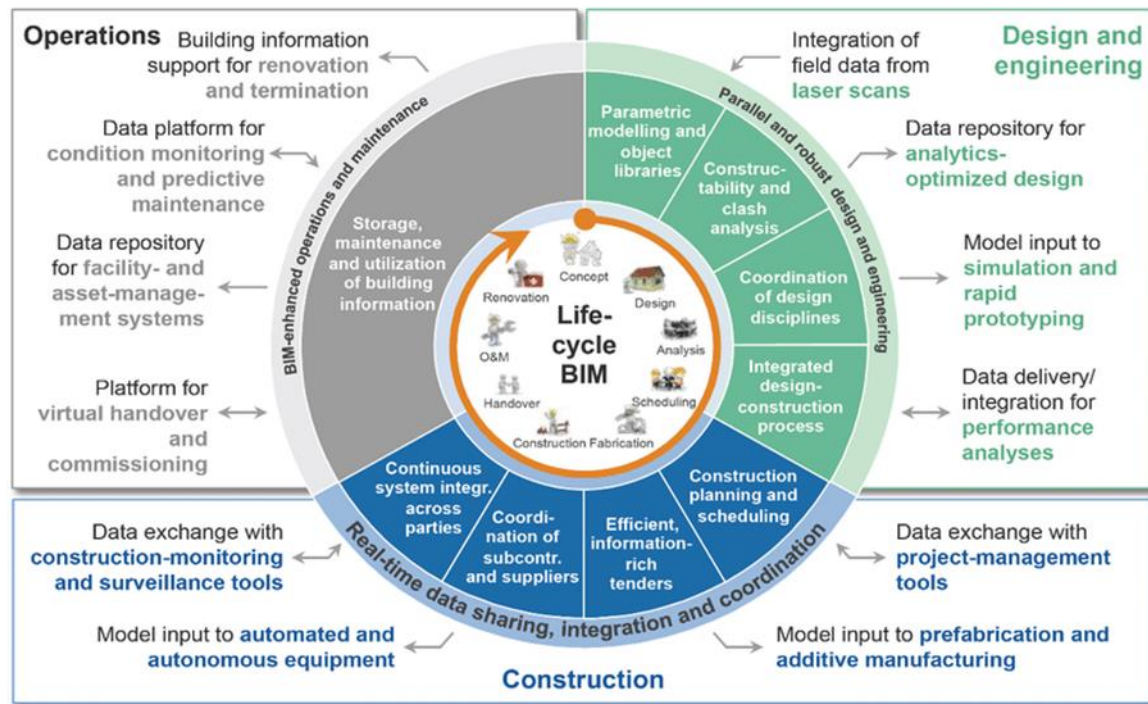 Operations
Building information
support for renovation
and termination
Data platform for
condition monitoring
and predictive
maintenance
Data repository
for facility- and
asset-manage-
ment systems
Platform for
virtual handover
and
commissioning
BIM-enhanced operations and maintenance
Storage,
maintenance
and utilization
of building
information
Design and
engineering
Integration of
field data from
laser scans
Data repository for
analytics-
optimized design
Model input to
simulation and
rapid
prototyping
Data delivery/
integration for
performance
analyses
Parallel and robust design and engineering
Parametric
modelling and
object
libraries
Construc-
tability and
clash
analysis
Coordination
of design
disciplines
Integrated
design-
construction
process
Life-
cycle
BIM
Concept
Design
Analysis
Scheduling
Fabrication
Construction
Handover
O&M
Renovation
Continuous
system integr.
across
parties
Coordi-
nation of
subcontr.
and suppliers
Efficient,
information-
rich
tenders
Construction
planning and
scheduling
Real-time data sharing, integration and coordination
Data exchange with
construction-monitoring
and surveillance tools
Model input to automated and
autonomous equipment
Data exchange with
project-management
tools
Model input to prefabrication and
additive manufacturing
Construction